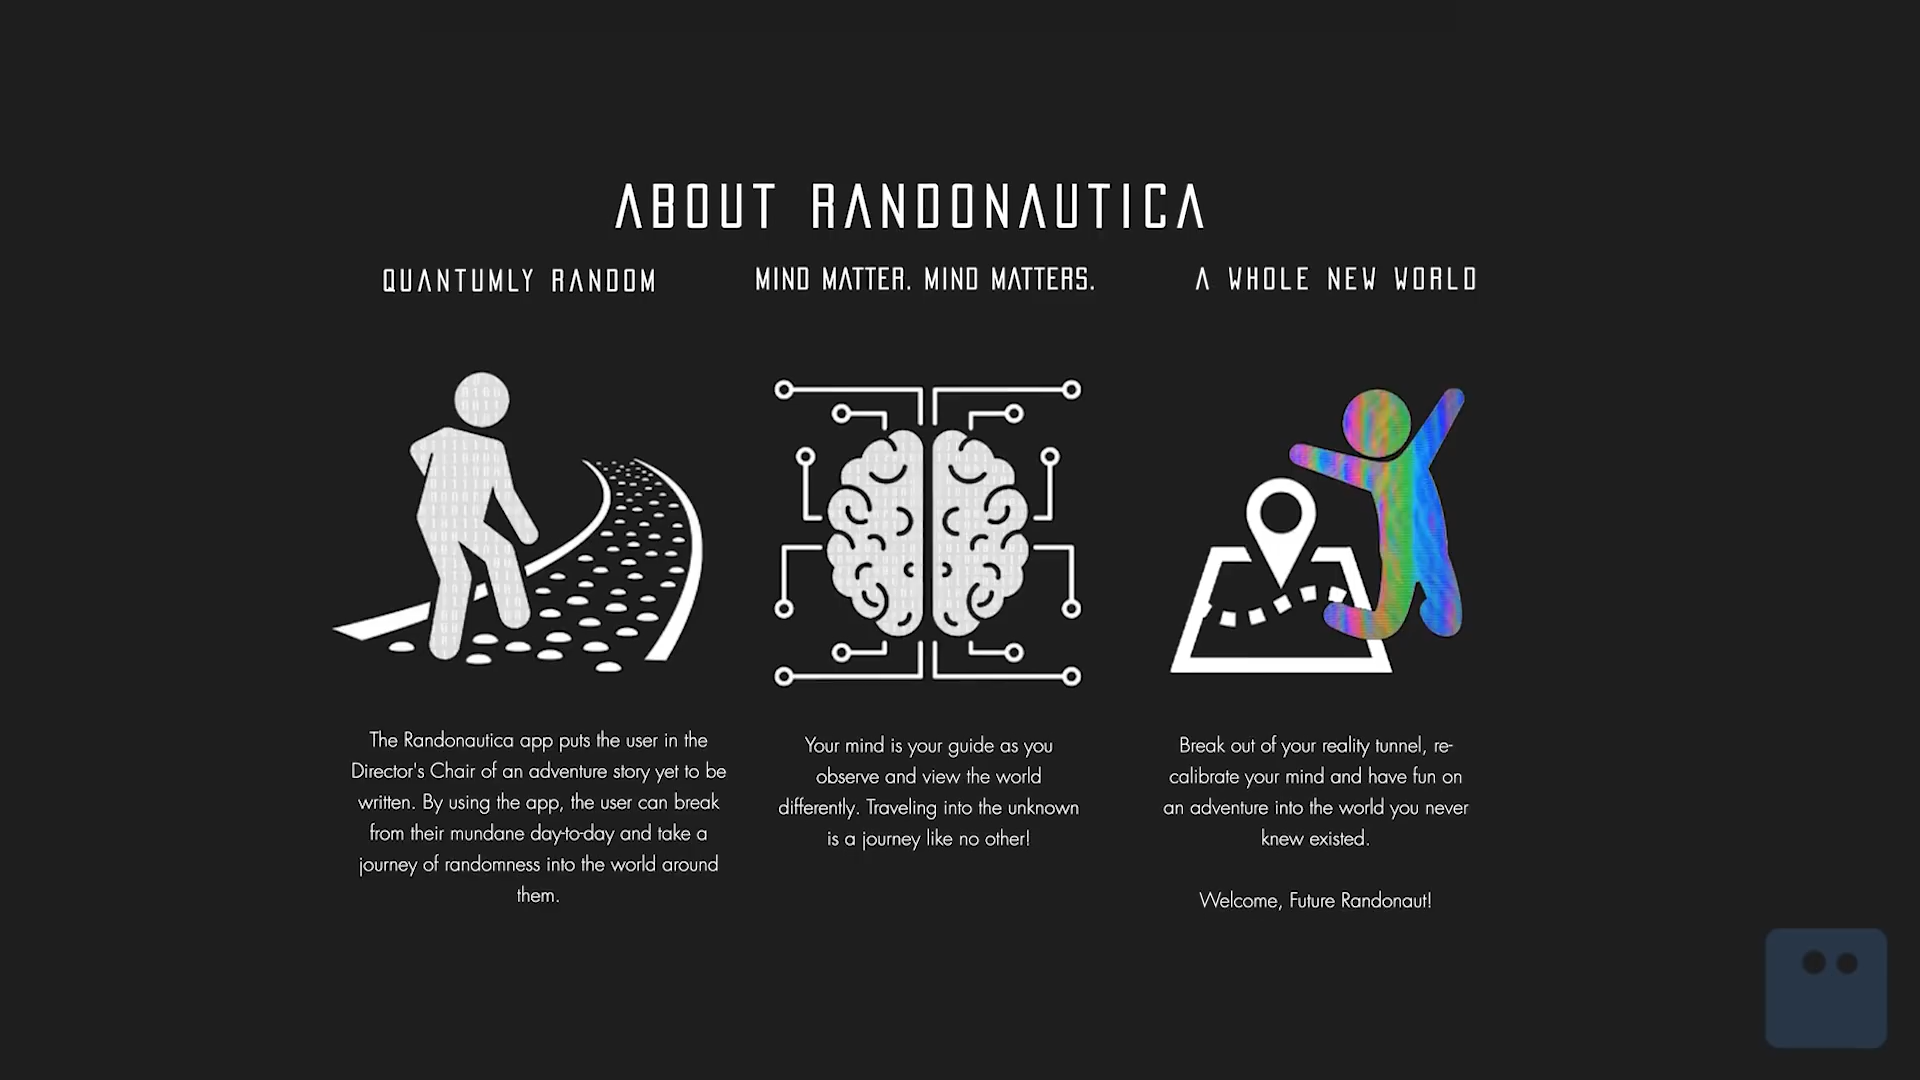 ABOUT RANDONAUTICA
QUANTUMLY RANDOM
The Randonautica app puts the user in the
Director's Chair of an adventure story yet to be
written. By using the app, the user can break
from their mundane day-to-day and take a
journey of randomness into the world around
them.
MIND MATTER. MIND MATTERS.
Your mind is your guide as you
observe and view the world
differently. Traveling into the unknown
is a journey like no other!
A WHOLE NEW WORLD
Break out of your reality tunnel, re-
calibrate your mind and have fun on
an adventure into the world you never
knew existed.
Welcome, Future Randonaut!